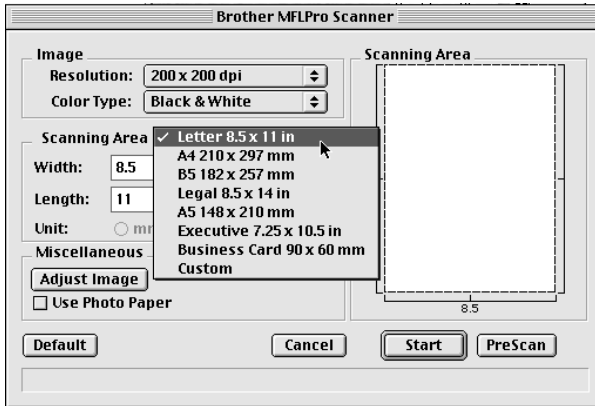 Brother MFLPro Scanner
Image
Resolution: 200 x 200 dpi
Color Type: Black & White
Scanning Area
Letter 8.5 x 11 in
A4 210 x 297 mm
B5 182 x 257 mm
Legal 8.5 x 14 in
A5 148 x 210 mm
Executive 7.25 x 10.5 in
Business Card 90 x 60 mm
Custom
Width: 8.5
Length: 11
Unit:
Miscellaneous
Adjust Image
Use Photo Paper
Scanning Area
8.5
Default
Cancel
Start
PreScan